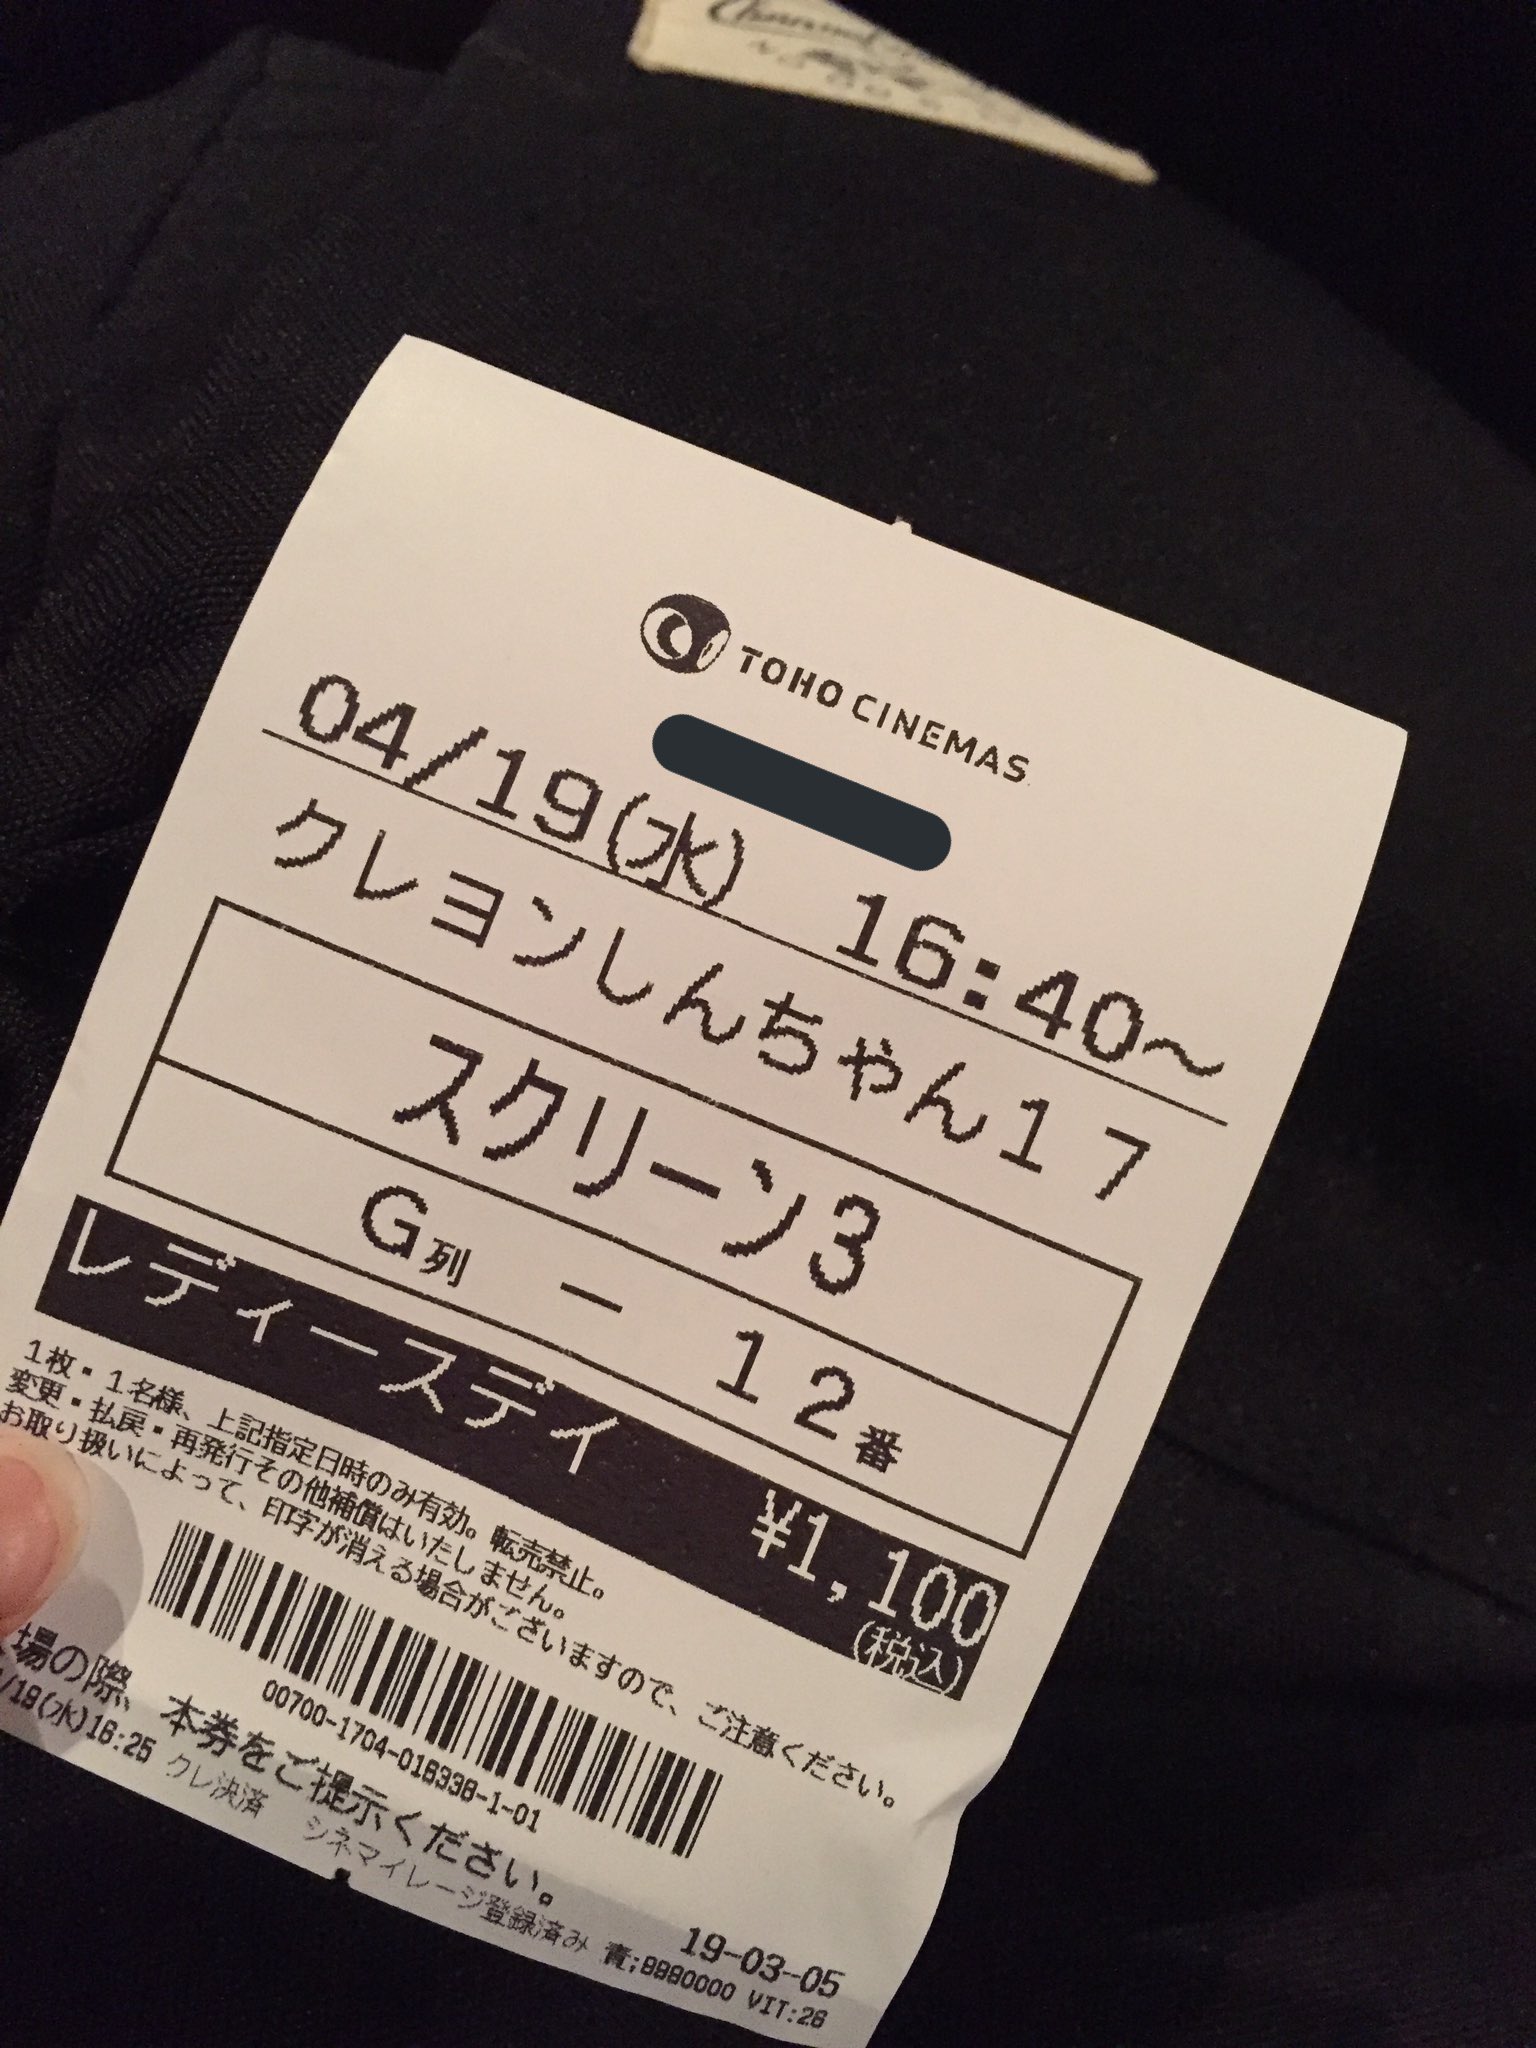 TOHO CINEMAS
04/19(水) 16:40～
クレヨンしんちゃん17
スクリーン3
G列 － 12番
レディースデイ ¥1,100
(税込)
1枚・1名様、上記指定日時のみ有効。転売禁止。
変更・払戻・再発行その他補償はいたしません。
お取り扱いによって、印字が消える場合がございますので、ご注意ください。
00700-1704-018338-1-01
場の際、本券をご提示ください。
/19(水)16:25 クレ決済 シネマイレージ登録済み
19-03-05
青;8990000 VIT:28